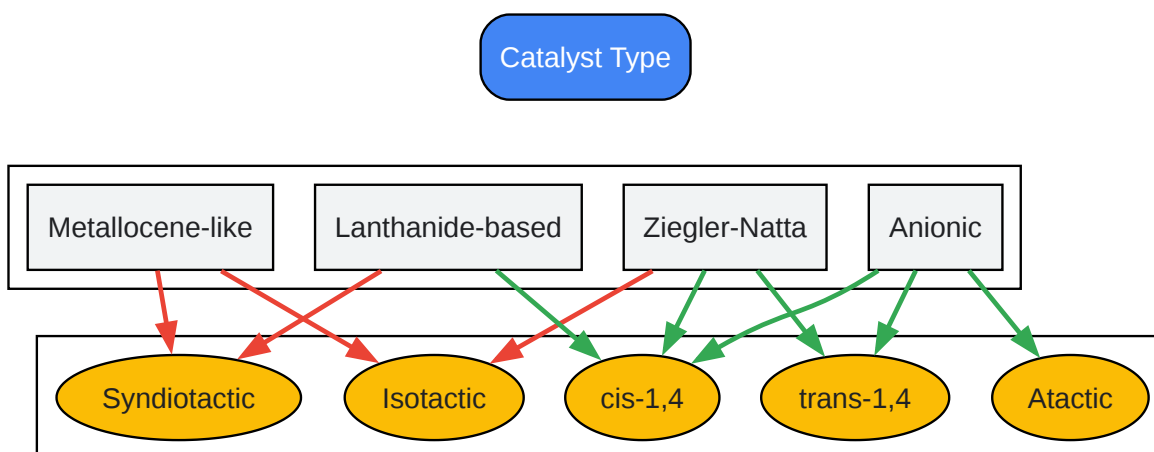 Catalyst Type
Metallocene-like
Lanthanide-based
Ziegler-Natta
Anionic
Syndiotactic
Isotactic
cis-1,4
trans-1,4
Atactic